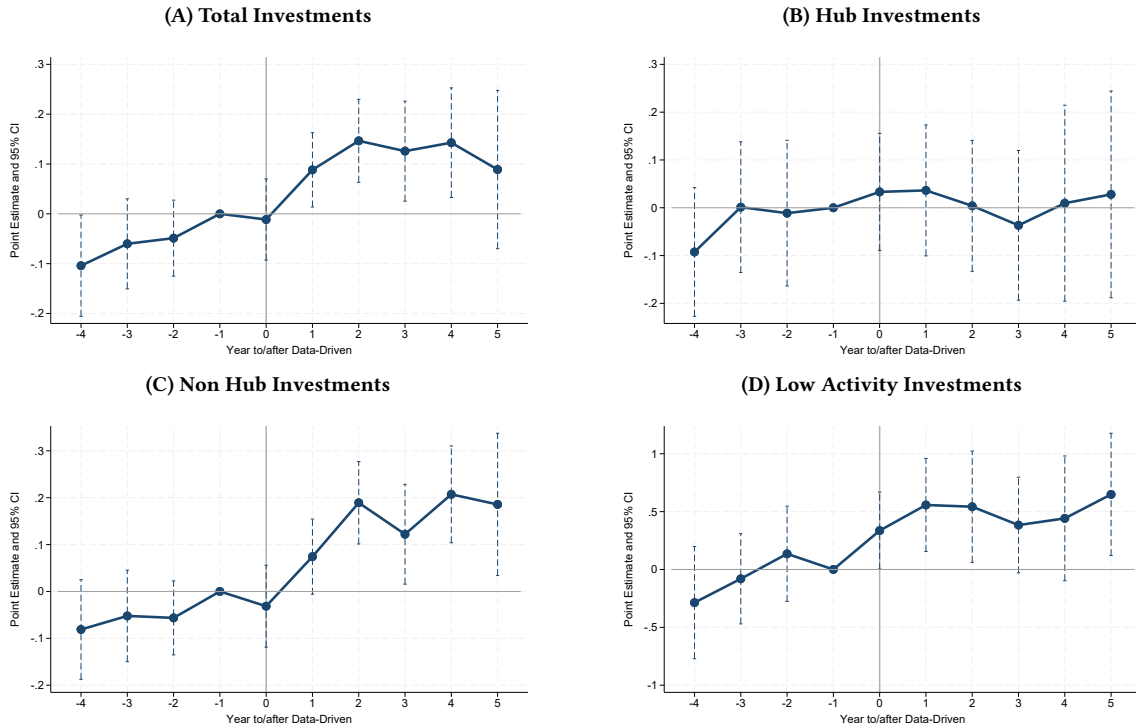 (A) Total Investments
.3
.2
.1
0
-.1
-.2
Point Estimate and 95% CI
-4 -3 -2 -1 0 1 2 3 4 5
Year to/after Data-Driven
(B) Hub Investments
.3
.2
.1
0
-.1
-.2
Point Estimate and 95% CI
-4 -3 -2 -1 0 1 2 3 4 5
Year to/after Data-Driven
(C) Non Hub Investments
.3
.2
.1
0
-.1
-.2
Point Estimate and 95% CI
-4 -3 -2 -1 0 1 2 3 4 5
Year to/after Data-Driven
(D) Low Activity Investments
1
.5
0
-.5
-1
Point Estimate and 95% CI
-4 -3 -2 -1 0 1 2 3 4 5
Year to/after Data-Driven